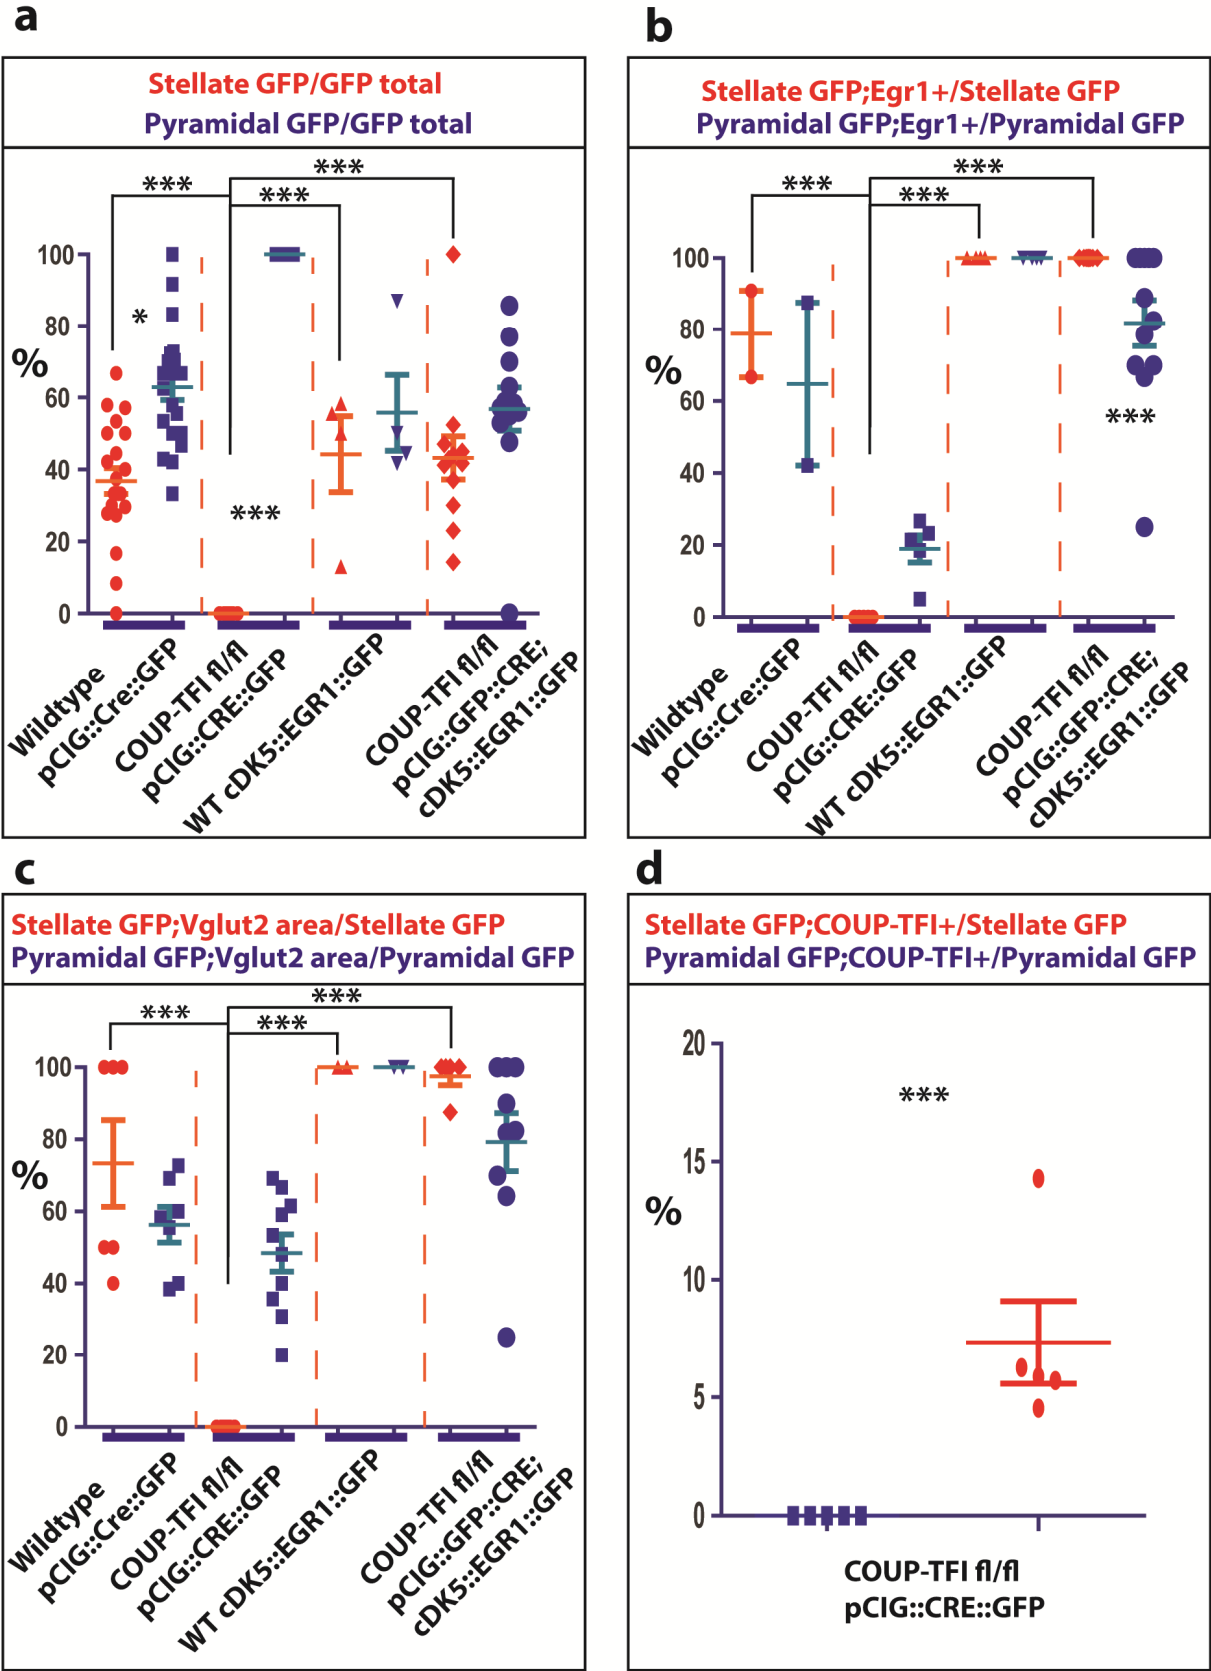 a
Stellate GFP/GFP total
Pyramidal GFP/GFP total
***
***
***
*
***
%
100
80
60
40
20
0
Wildtype
pCIG::Cre::GFP
COUP-TFI fl/fl
pCIG::CRE::GFP
WT cDK5::EGR1::GFP
COUP-TFI fl/fl
pCIG::GFP::CRE;
cDK5::EGR1::GFP
b
Stellate GFP;Egr1+/Stellate GFP
Pyramidal GFP;Egr1+/Pyramidal GFP
***
***
***
***
%
100
80
60
40
20
0
Wildtype
pCIG::Cre::GFP
COUP-TFI fl/fl
pCIG::CRE::GFP
WT cDK5::EGR1::GFP
COUP-TFI fl/fl
pCIG::GFP::CRE;
cDK5::EGR1::GFP
c
Stellate GFP;Vglut2 area/Stellate GFP
Pyramidal GFP;Vglut2 area/Pyramidal GFP
***
***
***
%
100
80
60
40
20
0
Wildtype
pCIG::Cre::GFP
COUP-TFI fl/fl
pCIG::CRE::GFP
WT cDK5::EGR1::GFP
COUP-TFI fl/fl
pCIG::GFP::CRE;
cDK5::EGR1::GFP
d
Stellate GFP;COUP-TFI+/Stellate GFP
Pyramidal GFP;COUP-TFI+/Pyramidal GFP
***
%
20
15
10
5
0
COUP-TFI fl/fl
pCIG::CRE::GFP